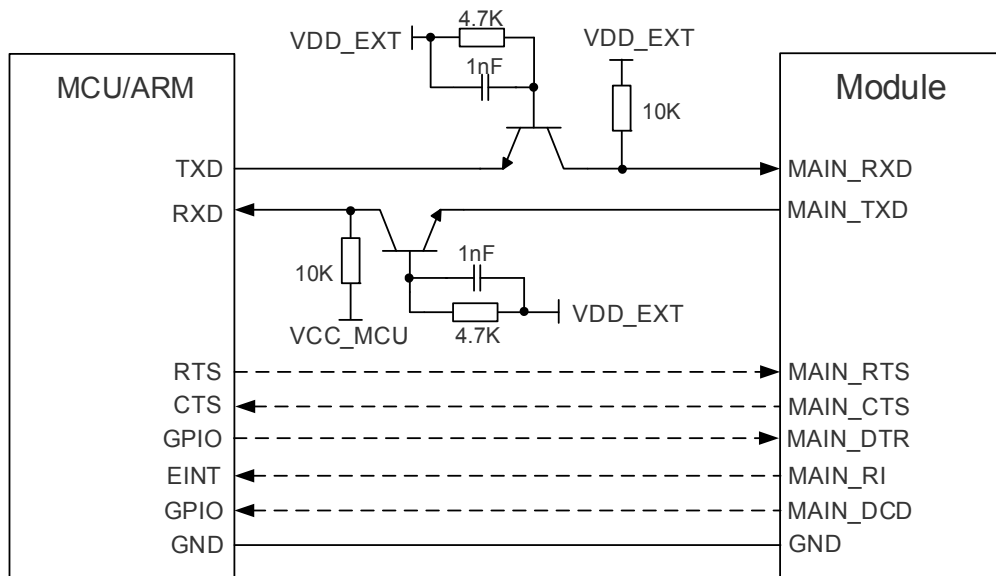 4.7K
VDD_EXT
VDD_EXT
1nF
MCU/ARM
Module
10K
TXD
MAIN_RXD
RXD
MAIN_TXD
1nF
10K
VDD_EXT
VCC_MCU
4.7K
RTS
MAIN_RTS
CTS
MAIN_CTS
GPIO
MAIN_DTR
EINT
MAIN_RI
GPIO
MAIN_DCD
GND
GND